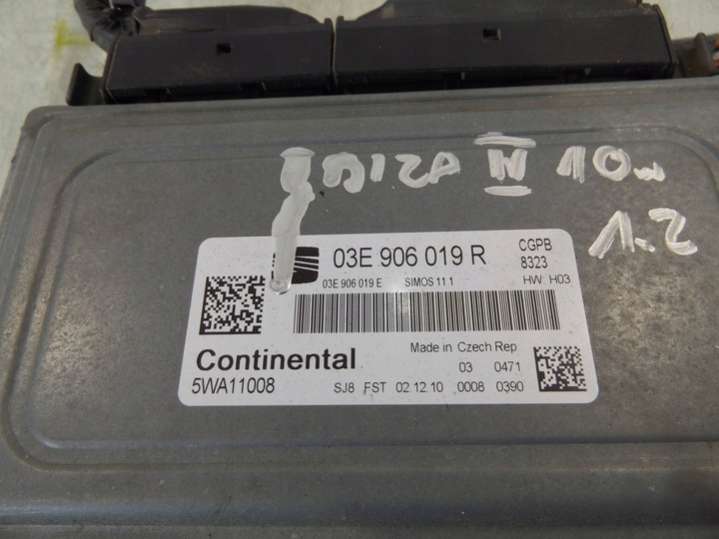 IBIZA IV 10r
1.2
03E 906 019 R
CGPB
8323
03E 906 019 E SIMOS 11 1
HW: H03
Continental
Made in Czech Rep
5WA11008
03 0471
SJ8 FST 02 12 10 0008 0390